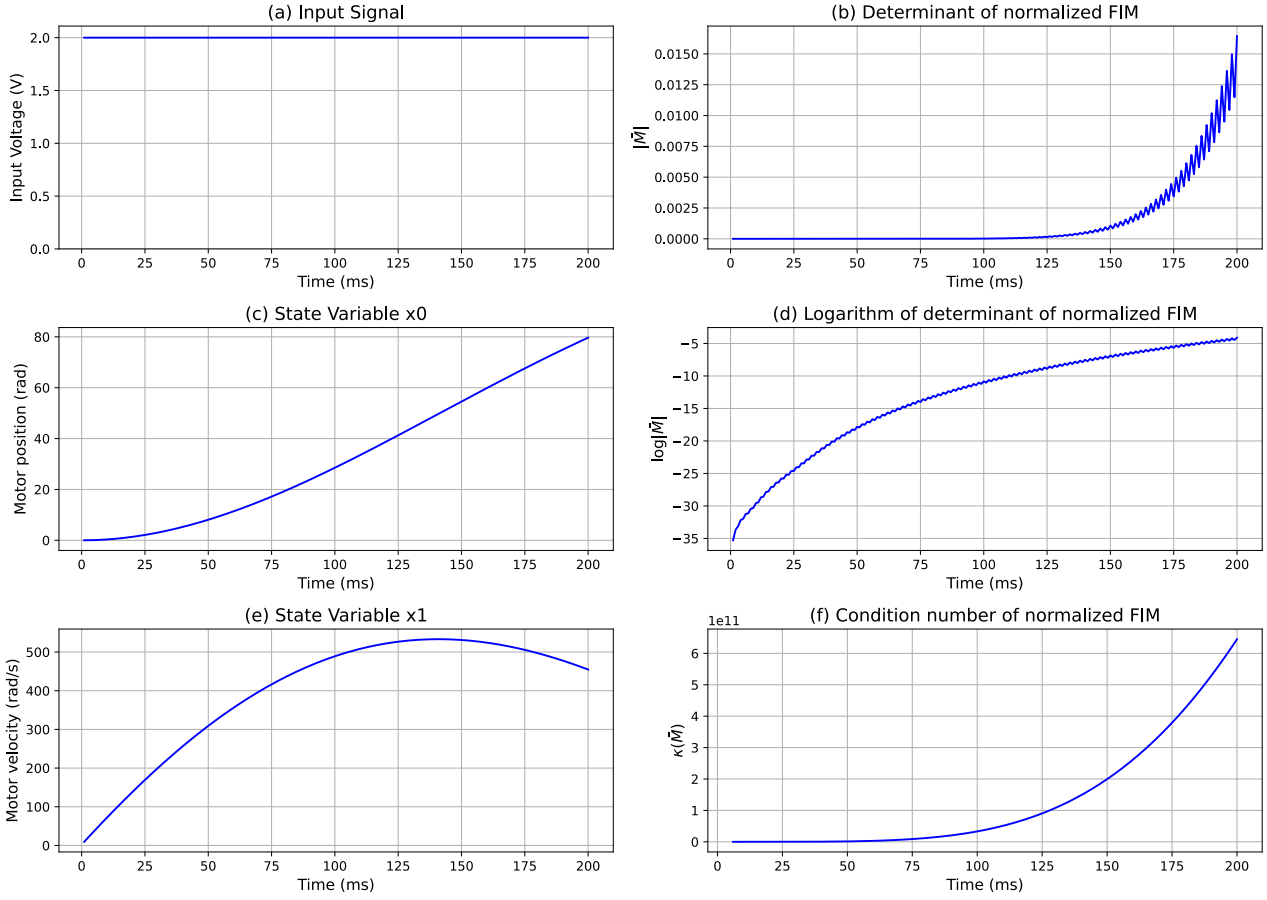 (a) Input Signal
Input Voltage (V)
2.0
1.5
1.0
0.5
0.0
0 25 50 75 100 125 150 175 200
Time (ms)
(b) Determinant of normalized FIM
|M̄|
0.0150
0.0125
0.0100
0.0075
0.0050
0.0025
0.0000
0 25 50 75 100 125 150 175 200
Time (ms)
(c) State Variable x0
Motor position (rad)
80
60
40
20
0
0 25 50 75 100 125 150 175 200
Time (ms)
(d) Logarithm of determinant of normalized FIM
log|M̄|
−5
−10
−15
−20
−25
−30
−35
0 25 50 75 100 125 150 175 200
Time (ms)
(e) State Variable x1
Motor velocity (rad/s)
500
400
300
200
100
0
0 25 50 75 100 125 150 175 200
Time (ms)
(f) Condition number of normalized FIM
1e11
κ(M̄)
6
5
4
3
2
1
0
0 25 50 75 100 125 150 175 200
Time (ms)